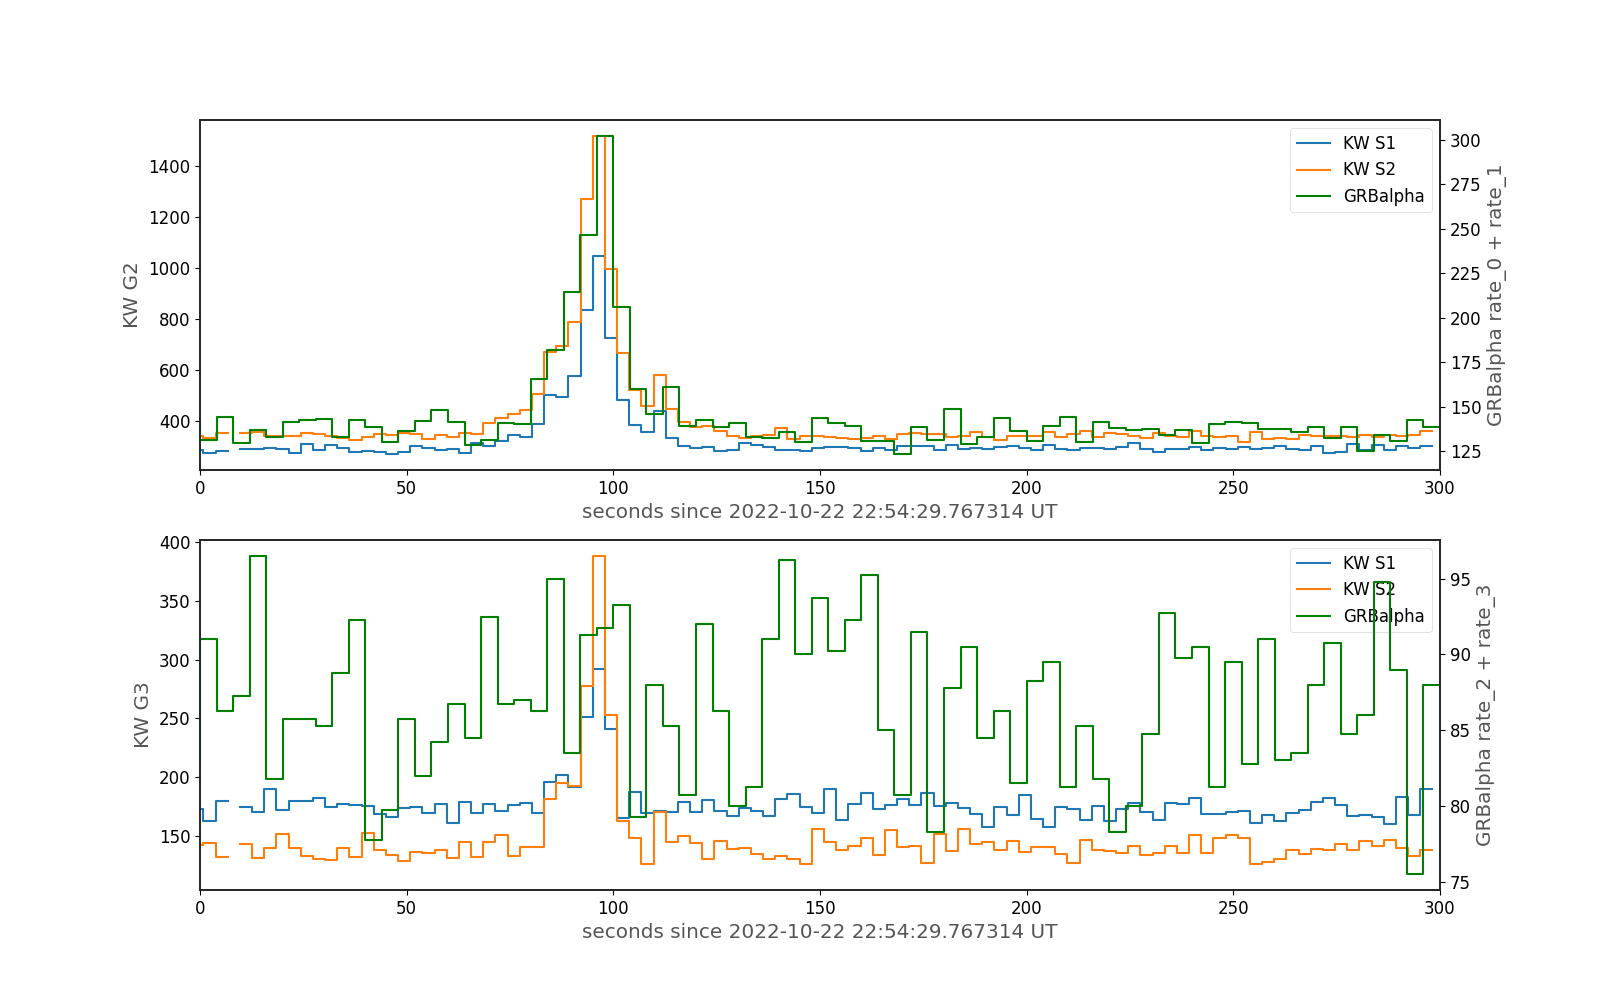 KW S1
KW S2
GRBalpha
1400
1200
1000
800
600
400
300
275
250
225
200
175
150
125
KW G2
GRBalpha rate_0 + rate_1
0 50 100 150 200 250 300
seconds since 2022-10-22 22:54:29.767314 UT
KW S1
KW S2
GRBalpha
400
350
300
250
200
150
95
90
85
80
75
KW G3
GRBalpha rate_2 + rate_3
0 50 100 150 200 250 300
seconds since 2022-10-22 22:54:29.767314 UT